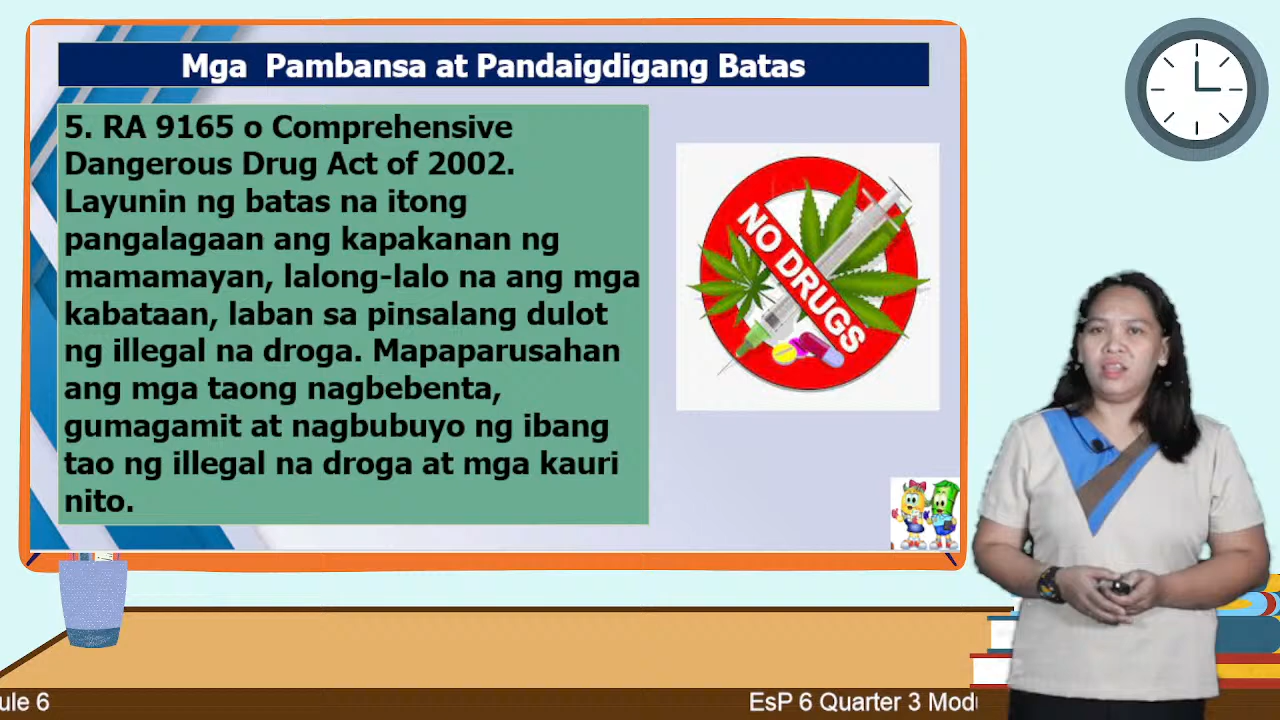 Mga Pambansa at Pandaigdigang Batas
5. RA 9165 o Comprehensive
Dangerous Drug Act of 2002.
Layunin ng batas na itong
pangalagaan ang kapakanan ng
mamamayan, lalong-lalo na ang mga
kabataan, laban sa pinsalang dulot
ng illegal na droga. Mapaparusahan
ang mga taong nagbebenta,
gumagamit at nagbubuyo ng ibang
tao ng illegal na droga at mga kauri
nito.
NO DRUGS
ule 6
EsP 6 Quarter 3 Modu